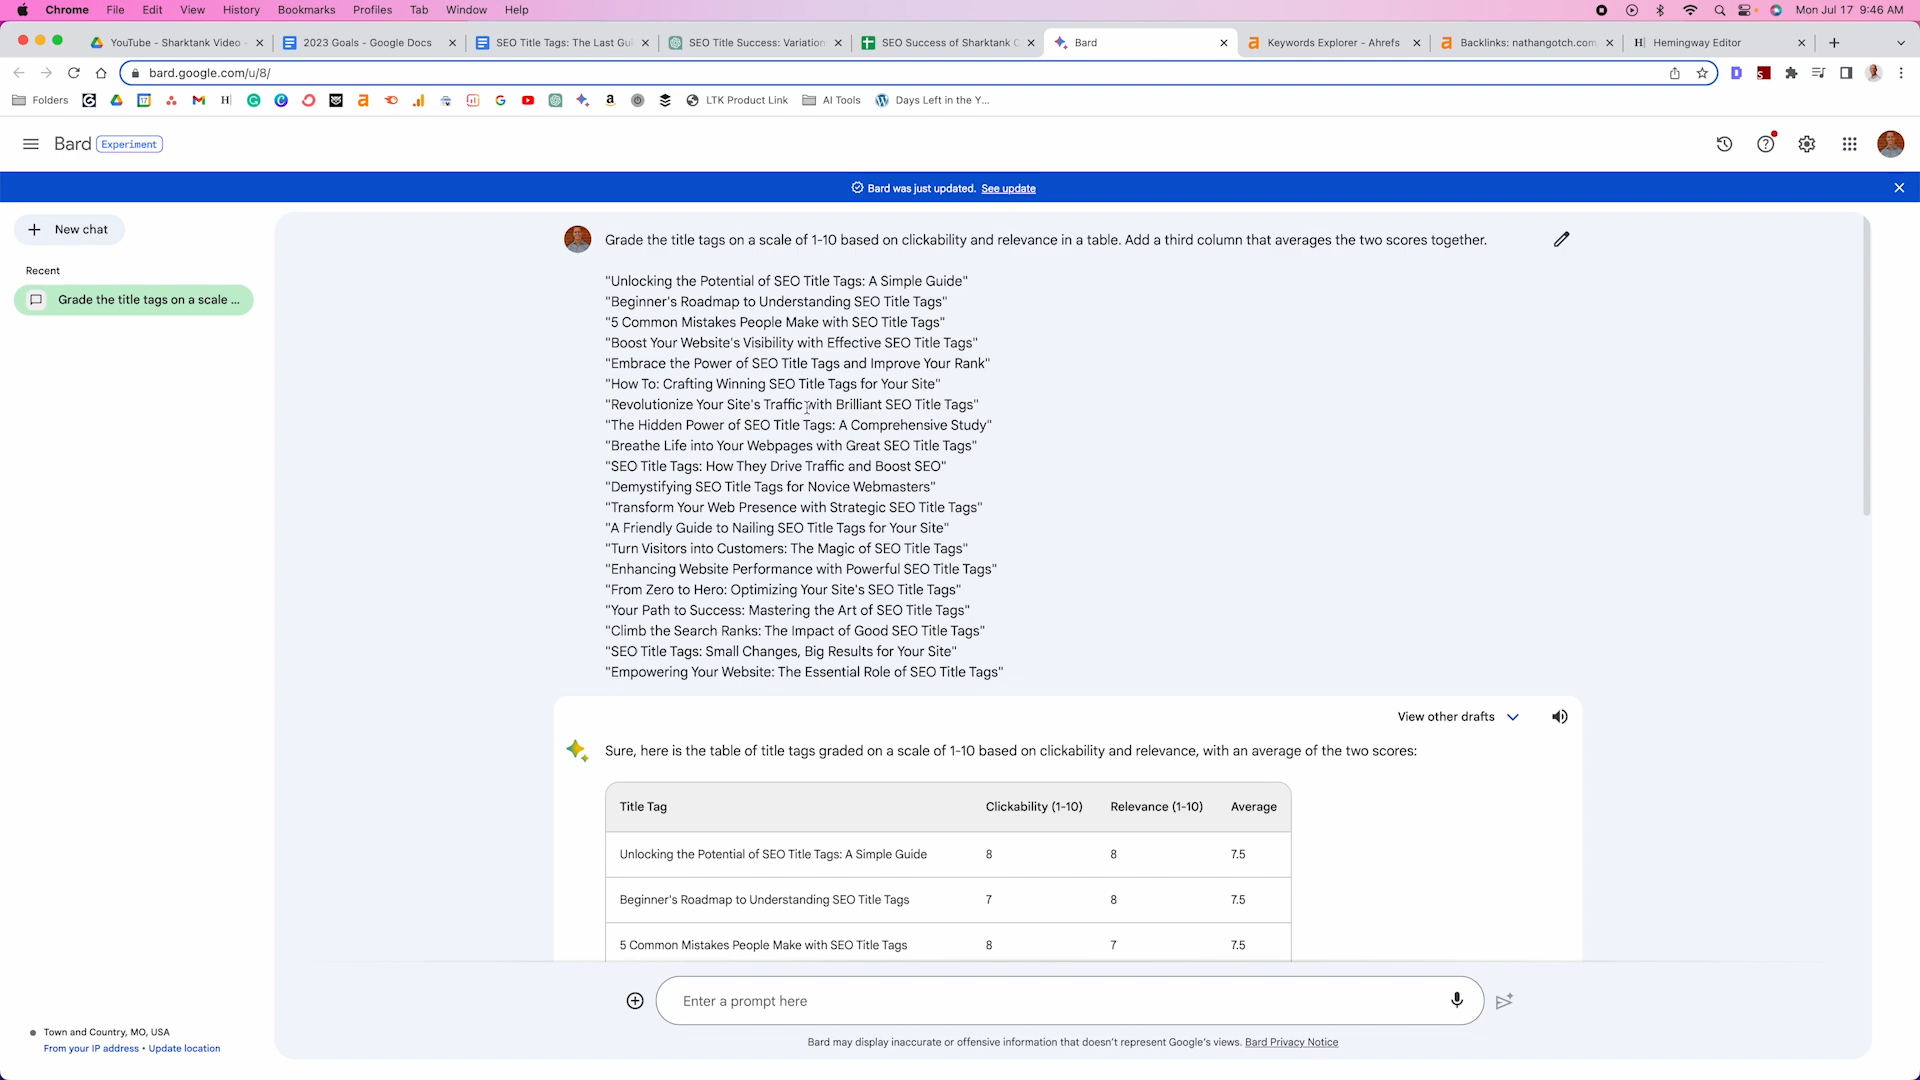 Chrome File Edit View History Bookmarks Profiles Tab Window Help Mon Jul 17 9:46 AM
YouTube - Sharktank Video - 2023 Goals - Google Docs SEO Title Tags: The Last Gui SEO Title Success: Variation SEO Success of Sharktank C Bard Keywords Explorer - Ahrefs Backlinks: nathangotch.com, Hemingway Editor
bard.google.com/u/8/
Folders LTK Product Link AI Tools Days Left in the Y...
Bard Experiment
Bard was just updated. See update
New chat
Recent
Grade the title tags on a scale ...
Grade the title tags on a scale of 1-10 based on clickability and relevance in a table. Add a third column that averages the two scores together.
"Unlocking the Potential of SEO Title Tags: A Simple Guide"
"Beginner's Roadmap to Understanding SEO Title Tags"
"5 Common Mistakes People Make with SEO Title Tags"
"Boost Your Website's Visibility with Effective SEO Title Tags"
"Embrace the Power of SEO Title Tags and Improve Your Rank"
"How To: Crafting Winning SEO Title Tags for Your Site"
"Revolutionize Your Site's Traffic with Brilliant SEO Title Tags"
"The Hidden Power of SEO Title Tags: A Comprehensive Study"
"Breathe Life into Your Webpages with Great SEO Title Tags"
"SEO Title Tags: How They Drive Traffic and Boost SEO"
"Demystifying SEO Title Tags for Novice Webmasters"
"Transform Your Web Presence with Strategic SEO Title Tags"
"A Friendly Guide to Nailing SEO Title Tags for Your Site"
"Turn Visitors into Customers: The Magic of SEO Title Tags"
"Enhancing Website Performance with Powerful SEO Title Tags"
"From Zero to Hero: Optimizing Your Site's SEO Title Tags"
"Your Path to Success: Mastering the Art of SEO Title Tags"
"Climb the Search Ranks: The Impact of Good SEO Title Tags"
"SEO Title Tags: Small Changes, Big Results for Your Site"
"Empowering Your Website: The Essential Role of SEO Title Tags"
View other drafts
Sure, here is the table of title tags graded on a scale of 1-10 based on clickability and relevance, with an average of the two scores:
Title Tag Clickability (1-10) Relevance (1-10) Average
Unlocking the Potential of SEO Title Tags: A Simple Guide 8 8 7.5
Beginner's Roadmap to Understanding SEO Title Tags 7 8 7.5
5 Common Mistakes People Make with SEO Title Tags 8 7 7.5
Enter a prompt here
Town and Country, MO, USA
From your IP address • Update location
Bard may display inaccurate or offensive information that doesn't represent Google's views. Bard Privacy Notice